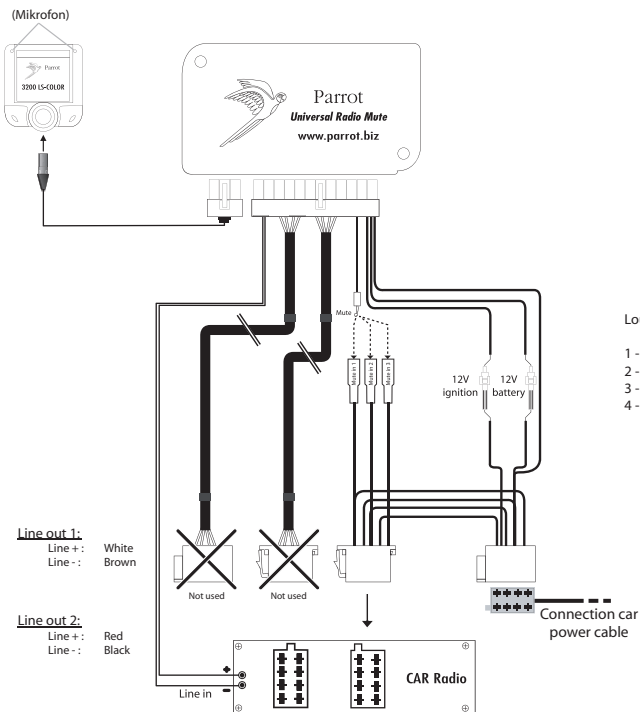 (Mikrofon)
Parrot
3200 LS-COLOR
Parrot
Universal Radio Mute
www.parrot.biz
Mute
Mute in 1
Mute in 2
Mute in 3
12V
ignition
12V
battery
Lou
1 -
2 -
3 -
4 -
Line out 1:
Line + : White
Line - : Brown
Not used
Not used
Line out 2:
Line + : Red
Line - : Black
Connection car
power cable
+
-
Line in
CAR Radio